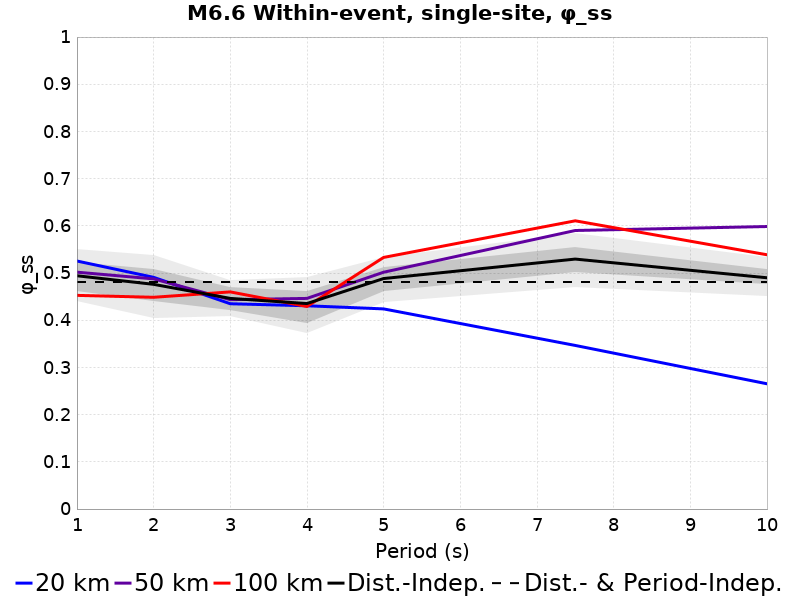 M6.6 Within-event, single-site, φ_ss
1
0.9
0.8
0.7
0.6
0.5
0.4
0.3
0.2
0.1
0
φ_ss
1 2 3 4 5 6 7 8 9 10
Period (s)
20 km 50 km 100 km Dist.-Indep. Dist.- & Period-Indep.